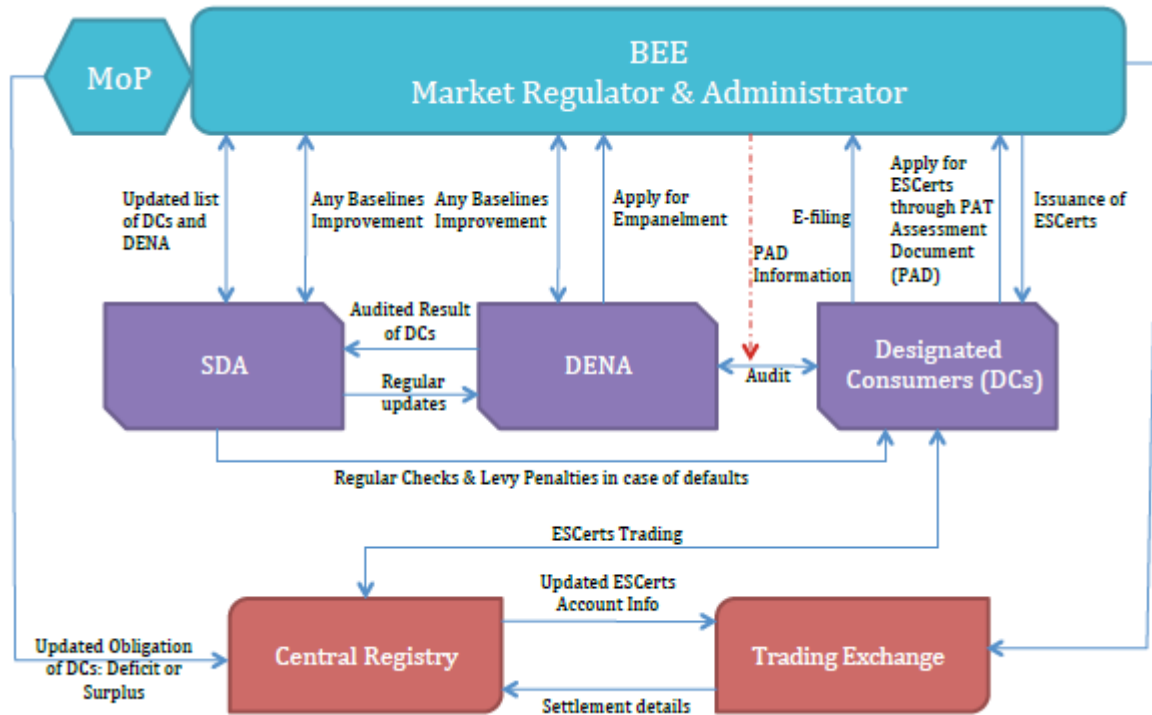 MoP
BEE
Market Regulator & Administrator
Updated list
of DCs and
DENA
Any Baselines
Improvement
Any Baselines
Improvement
Apply for
Empanelment
PAD
Information
E-filing
Apply for
ESCerts
through PAT
Assessment
Document
(PAD)
Issuance of
ESCerts
SDA
Audited Result
of DCs
Regular
updates
DENA
Audit
Designated
Consumers (DCs)
Regular Checks & Levy Penalties in case of defaults
ESCerts Trading
Updated ESCerts
Account Info
Updated Obligation
of DCs: Deficit or
Surplus
Central Registry
Trading Exchange
Settlement details